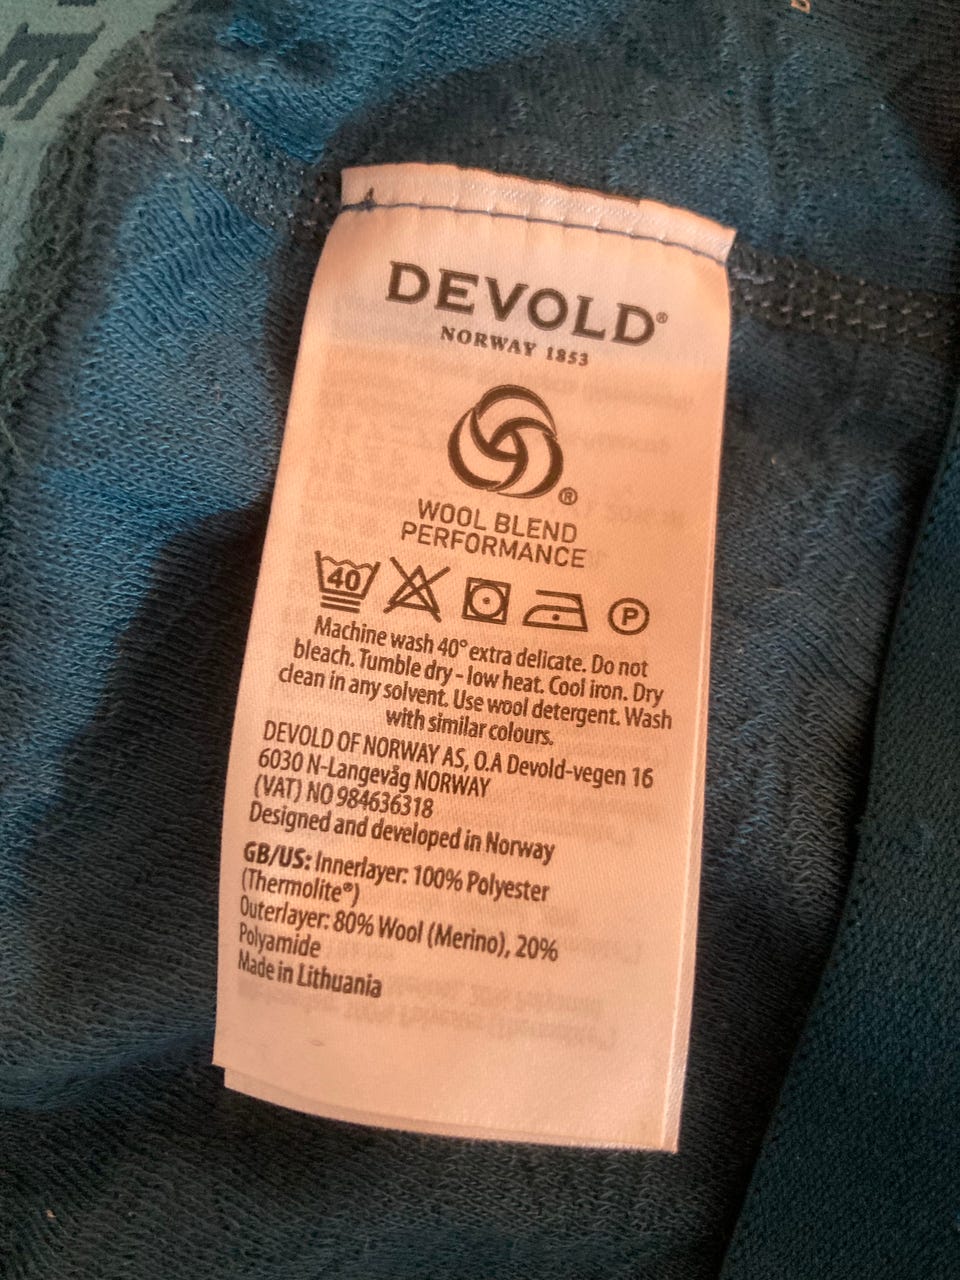 DEVOLD®
NORWAY 1853
®
WOOL BLEND
PERFORMANCE
40 P
Machine wash 40° extra delicate. Do not
bleach. Tumble dry - low heat. Cool iron. Dry
clean in any solvent. Use wool detergent. Wash
with similar colours.
DEVOLD OF NORWAY AS, O.A Devold-vegen 16
6030 N-Langevåg NORWAY
(VAT) NO 984636318
Designed and developed in Norway
GB/US: Innerlayer: 100% Polyester
(Thermolite®)
Outerlayer: 80% Wool (Merino), 20%
Polyamide
Made in Lithuania